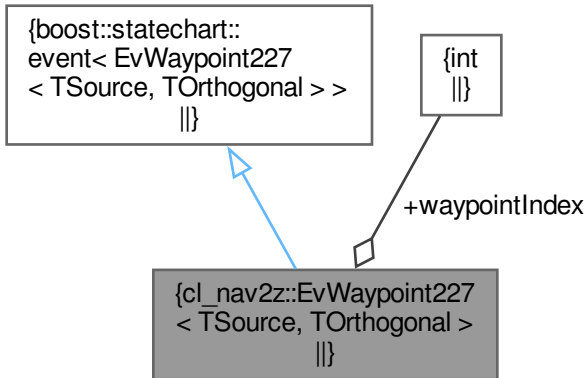 {boost::statechart::
event< EvWaypoint227
< TSource, TOrthogonal > >
||}
{int
||}
+waypointIndex
{cl_nav2z::EvWaypoint227
< TSource, TOrthogonal >
||}